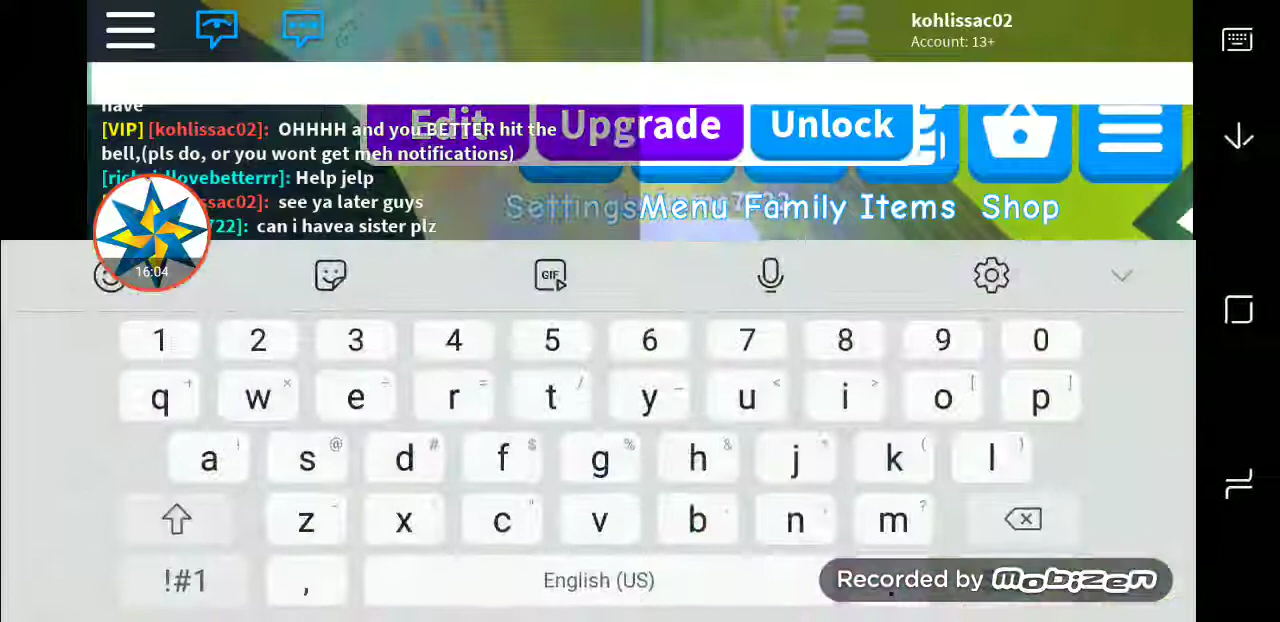 kohlissac02
Account: 13+
have
[VIP] [kohlissac02]: OHHHH and you BETTER hit the
bell,(pls do, or you wont get meh notifications)
Help jelp
ssac02]: see ya later guys
722]: can i havea sister plz
Edit Upgrade Unlock
Settings Menu Family Items Shop
16:04
GIF
1 2 3 4 5 6 7 8 9 0
q w e r t y u i o p
a s d f g h j k l
z x c v b n m
!#1 , English (US)
Recorded by mobizen